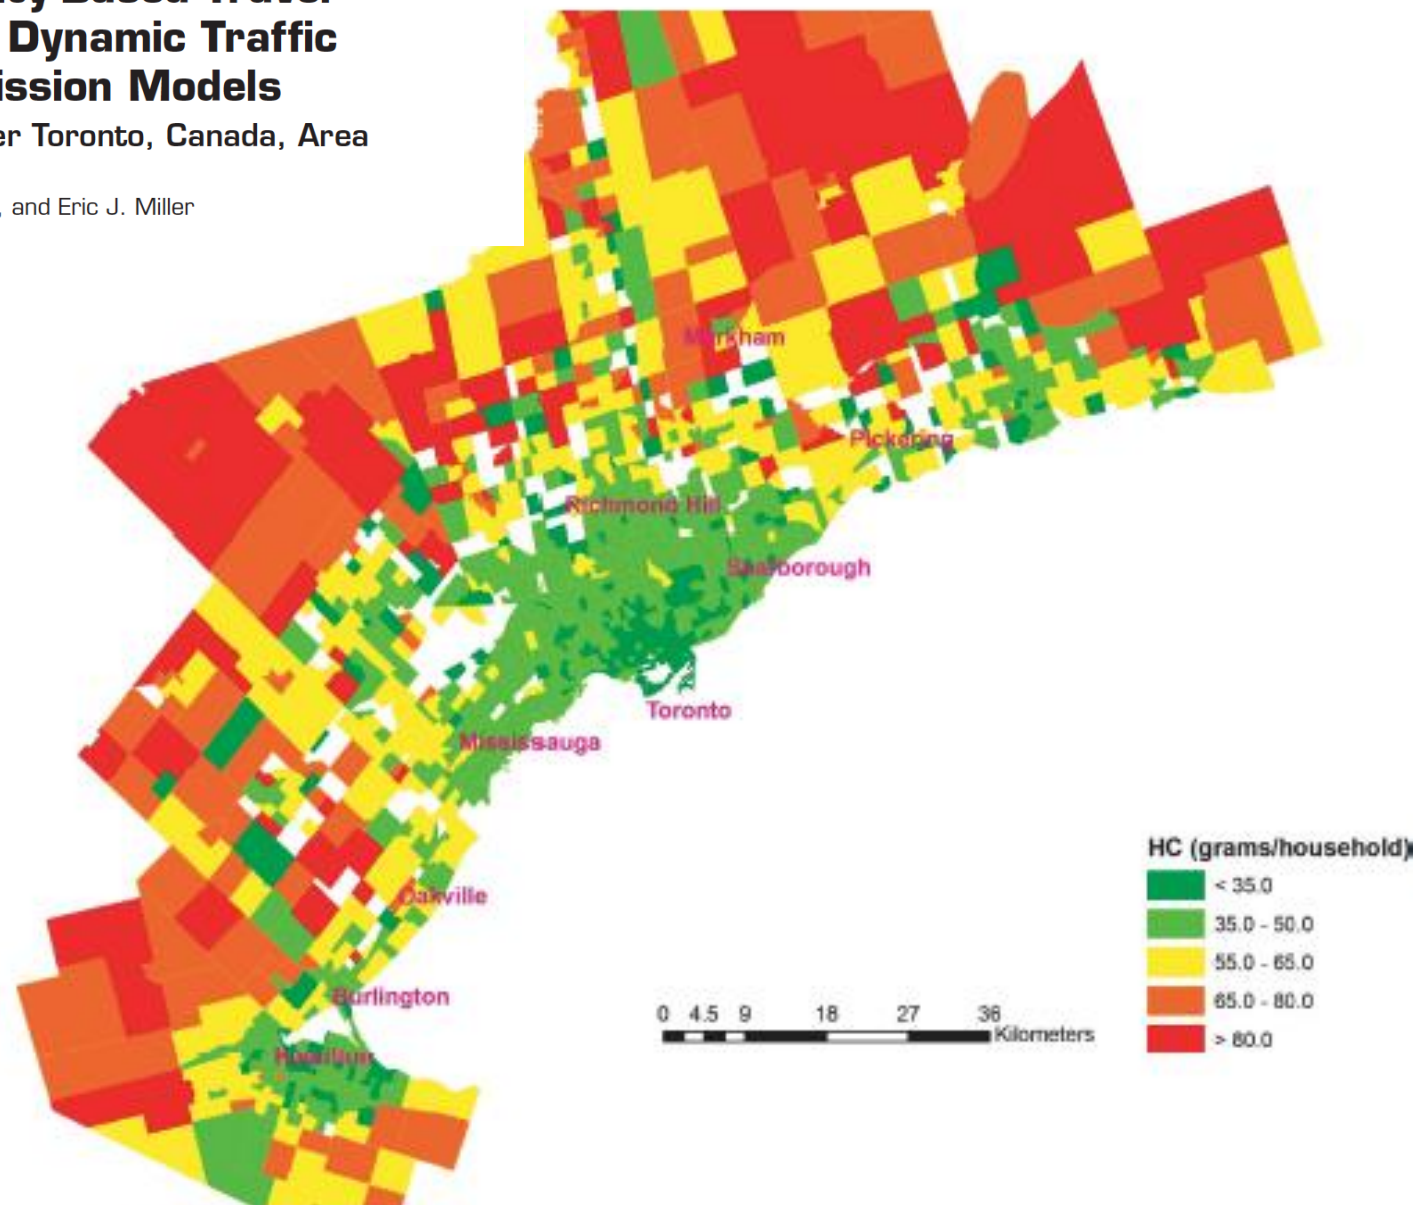 Dynamic Traffic
ission Models
er Toronto, Canada, Area
, and Eric J. Miller
Markham
Pickering
Richmond Hill
Scarborough
Toronto
Mississauga
Oakville
Burlington
Hamilton
HC (grams/household)
< 35.0
35.0 - 50.0
55.0 - 65.0
65.0 - 80.0
> 80.0
0 4.5 9 18 27 36
Kilometers